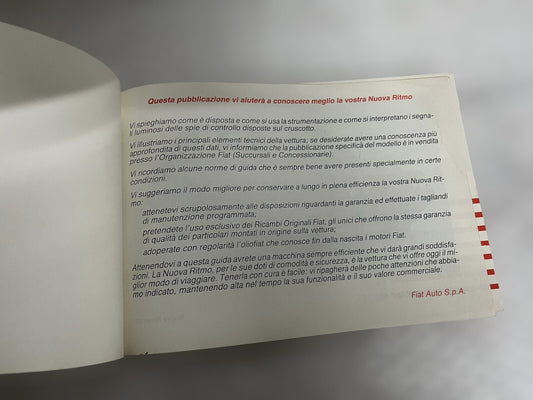 Questa pubblicazione vi aiuterà a conoscere meglio la vostra Nuova Ritmo
Vi spieghiamo come è disposta e come si usa la strumentazione e come si interpretano i segna-
li luminosi delle spie di controllo disposte sul cruscotto.
Vi illustriamo i principali elementi tecnici della vettura; se desiderate avere una conoscenza più
approfondita di questi dati, vi informiamo che la pubblicazione specifica del modello è in vendita
presso l'Organizzazione Fiat (Succursali e Concessionarie).
Vi ricordiamo alcune norme di guida che è sempre bene avere presenti specialmente in certe
condizioni.
Vi suggeriamo il modo migliore per conservare a lungo in piena efficienza la vostra Nuova Rit-
mo:
attenetevi scrupolosamente alle disposizioni riguardanti la garanzia ed effettuate i tagliandi
di manutenzione programmata;
pretendete l'uso esclusivo dei Ricambi Originali Fiat, gli unici che offrono la stessa garanzia
di qualità dei particolari montati in origine sulla vettura;
adoperate con regolarità l'oliofiat che conosce fin dalla nascita i motori Fiat.
Attenendovi a questa guida avrete una macchina sempre efficiente che vi darà grandi soddisfa-
zioni. La Nuova Ritmo, per le sue doti di comodità e sicurezza, è la vettura che vi offre oggi il mi-
glior modo di viaggiare. Tenerla con cura è facile: vi ripagherà delle poche attenzioni che abbia-
mo indicato, mantenendo alta nel tempo la sua funzionalità e il suo valore commerciale.
Fiat Auto S.p.A.